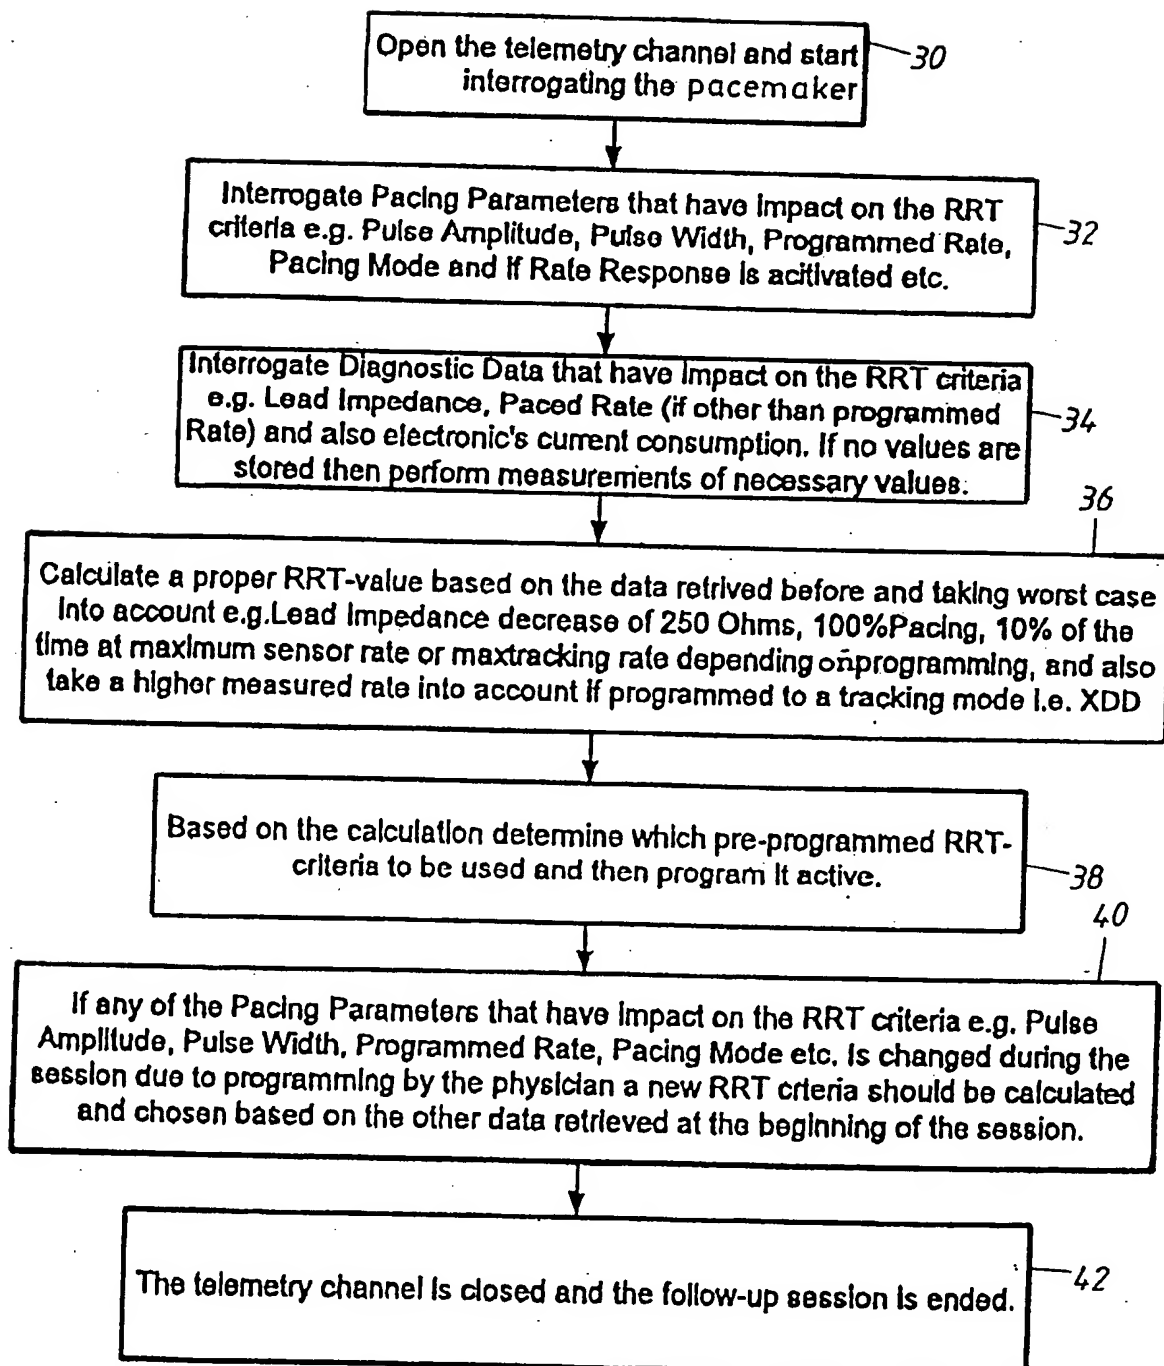 Open the telemetry channel and start
interrogating the pacemaker
30
Interrogate Pacing Parameters that have impact on the RRT
criteria e.g. Pulse Amplitude, Pulse Width, Programmed Rate,
Pacing Mode and if Rate Response is acitivated etc.
32
Interrogate Diagnostic Data that have impact on the RRT criteria
e.g. Lead Impedance, Paced Rate (if other than programmed
Rate) and also electronic's current consumption. If no values are
stored then perform measurements of necessary values.
34
36
Calculate a proper RRT-value based on the data retrived before and taking worst case
into account e.g.Lead Impedance decrease of 250 Ohms, 100%Pacing, 10% of the
time at maximum sensor rate or maxtracking rate depending onprogramming, and also
take a higher measured rate into account if programmed to a tracking mode i.e. XDD
Based on the calculation determine which pre-programmed RRT-
criteria to be used and then program it active.
38
40
If any of the Pacing Parameters that have impact on the RRT criteria e.g. Pulse
Amplitude, Pulse Width, Programmed Rate, Pacing Mode etc. is changed during the
session due to programming by the physician a new RRT crteria should be calculated
and chosen based on the other data retrieved at the beginning of the session.
The telemetry channel is closed and the follow-up session is ended.
42